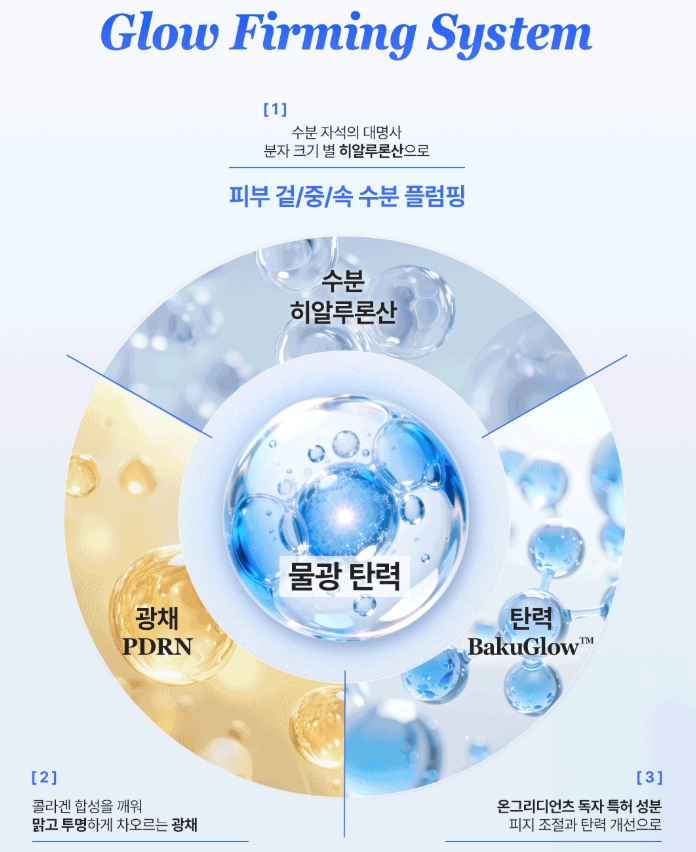 Glow Firming System
[1]
수분 자석의 대명사
분자 크기 별 히알루론산으로
피부 겉/중/속 수분 플럼핑
수분
히알루론산
물광 탄력
광채
PDRN
탄력
BakuGlow™
[2]
콜라겐 합성을 깨워
맑고 투명하게 차오르는 광채
[3]
온그리디언츠 독자 특허 성분
피지 조절과 탄력 개선으로